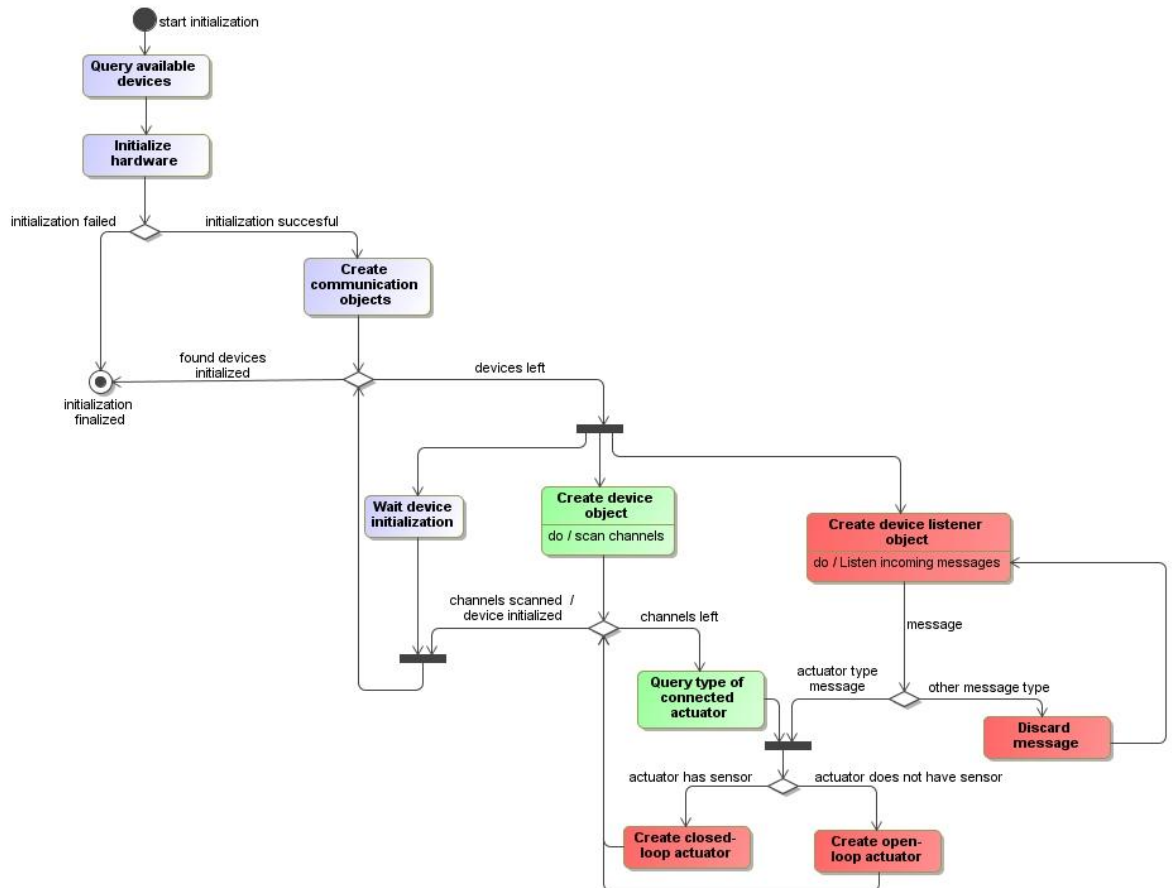 start initialization
Query available
devices
Initialize
hardware
initialization failed
initialization succesful
Create
communication
objects
found devices
initialized
devices left
initialization
finalized
Wait device
initialization
Create device
object
do / scan channels
Create device listener
object
do / Listen incoming messages
channels scanned /
device initialized
channels left
message
Query type of
connected
actuator
actuator type
message
other message type
Discard
message
actuator has sensor
actuator does not have sensor
Create closed-
loop actuator
Create open-
loop actuator